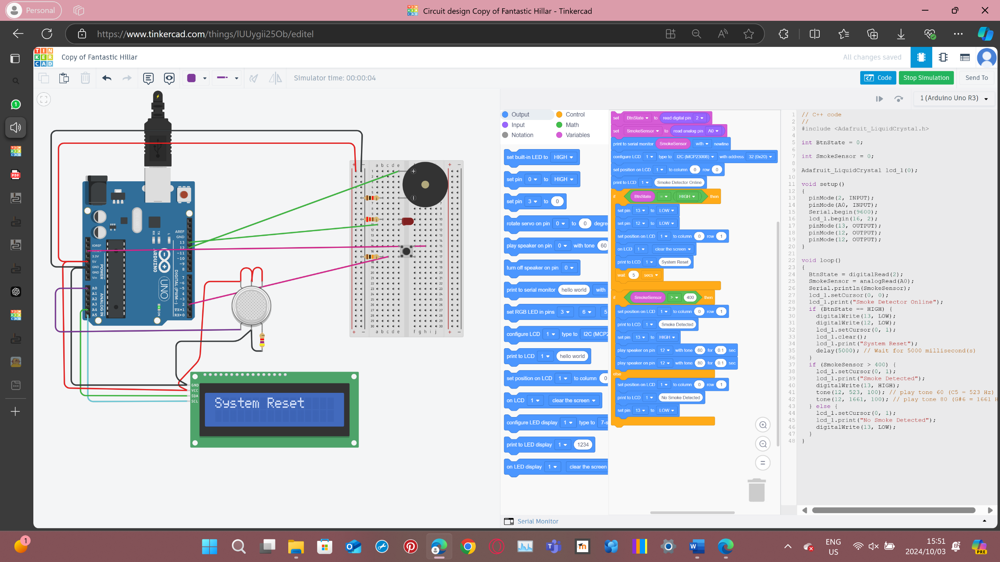 Personal
Circuit design Copy of Fantastic Hillar - Tinkercad
https://www.tinkercad.com/things/lUUygii25Ob/editel
TIN
KER
CAD
Copy of Fantastic Hillar
All changes saved
Simulator time: 00:00:04
Code
Stop Simulation
Send To
1 (Arduino Uno R3)
Output
Control
Input
Math
Notation
Variables
set built-in LED to HIGH
set pin 0 to HIGH
set pin 3 to 0
rotate servo on pin 0 to 0 degre
play speaker on pin 0 with tone 60
turn off speaker on pin 0
print to serial monitor hello world with
set RGB LED in pins 3 6 5
configure LCD 1 type to I2C (MCP2
print to LCD 1 hello world
set position on LCD 1 to column 0
on LCD 1 clear the screen
configure LED display 1 type to 7-s
print to LED display 1 1234
on LED display 1 clear the screen
set BtnState to read digital pin 2
set SmokeSensor to read analog pin A0
print to serial monitor SmokeSensor with newline
configure LCD 1 type to I2C (MCP23008) with address 32 (0x20)
set position on LCD 1 to column 0 row 0
print to LCD 1 Smoke Detector Online
if BtnState = HIGH then
set pin 13 to LOW
set pin 12 to LOW
set position on LCD 1 to column 0 row 1
on LCD 1 clear the screen
print to LCD 1 System Reset
wait 5 secs
if SmokeSensor > 400 then
set position on LCD 1 to column 0 row 1
print to LCD 1 Smoke Detected
set pin 13 to HIGH
play speaker on pin 12 with tone 60 for 0.1 sec
play speaker on pin 12 with tone 80 for 0.1 sec
else
set position on LCD 1 to column 0 row 1
print to LCD 1 No Smoke Detected
set pin 13 to LOW
1 // C++ code
2 //
3 #include <Adafruit_LiquidCrystal.h>
4
5 int BtnState = 0;
6
7 int SmokeSensor = 0;
8
9 Adafruit_LiquidCrystal lcd_1(0);
10
11 void setup()
12 {
13 pinMode(2, INPUT);
14 pinMode(A0, INPUT);
15 Serial.begin(9600);
16 lcd_1.begin(16, 2);
17 pinMode(13, OUTPUT);
18 pinMode(12, OUTPUT);
19 pinMode(12, OUTPUT);
20 }
21
22 void loop()
23 {
24 BtnState = digitalRead(2);
25 SmokeSensor = analogRead(A0);
26 Serial.println(SmokeSensor);
27 lcd_1.setCursor(0, 0);
28 lcd_1.print("Smoke Detector Online");
29 if (BtnState == HIGH) {
30 digitalWrite(13, LOW);
31 digitalWrite(12, LOW);
32 lcd_1.setCursor(0, 1);
33 lcd_1.clear();
34 lcd_1.print("System Reset");
35 delay(5000); // Wait for 5000 millisecond(s)
36 }
37 if (SmokeSensor > 400) {
38 lcd_1.setCursor(0, 1);
39 lcd_1.print("Smoke Detected");
40 digitalWrite(13, HIGH);
41 tone(12, 523, 100); // play tone 60 (C5 = 523 Hz)
42 tone(12, 1661, 100); // play tone 80 (G#6 = 1661 H
43 } else {
44 lcd_1.setCursor(0, 1);
45 lcd_1.print("No Smoke Detected");
46 digitalWrite(13, LOW);
47 }
48 }
IOREF
3.3V
5V
GND
GND
Vin
POWER
A0
A1
A2
A3
A4
A5
ANALOG IN
RX
TX
L
ARDUINO
UNO
ON
AREF
GND
13
12
~11
~10
~9
8
7
~6
~5
4
~3
2
TX→1
RX←0
DIGITAL (PWM~)
a b c d e
f g h i j
GND
VCC
SDA
SCL
System Reset
Serial Monitor
1
PDF
1
ENG
US
15:51
2024/10/03
PRE